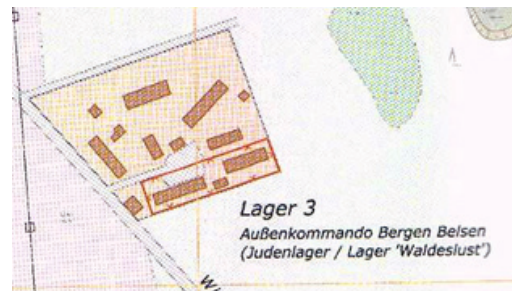 Lager 3
Außenkommando Bergen Belsen
(Judenlager / Lager 'Waldeslust')